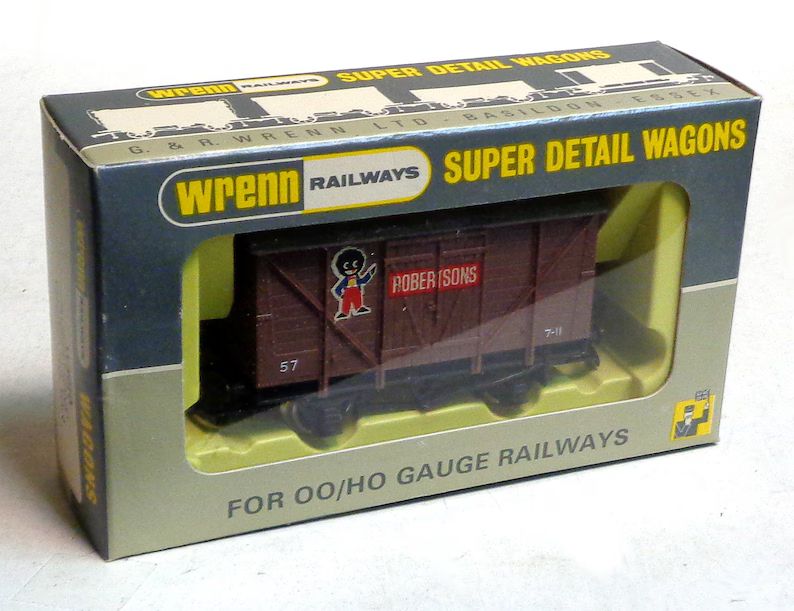 wrenn RAILWAYS SUPER DETAIL WAGONS
G. & R. WRENN LTD - BASILDON - ESSEX
wrenn RAILWAYS SUPER DETAIL WAGONS
ROBERTSONS
57
7-11
FOR OO/HO GAUGE RAILWAYS
WAGONS